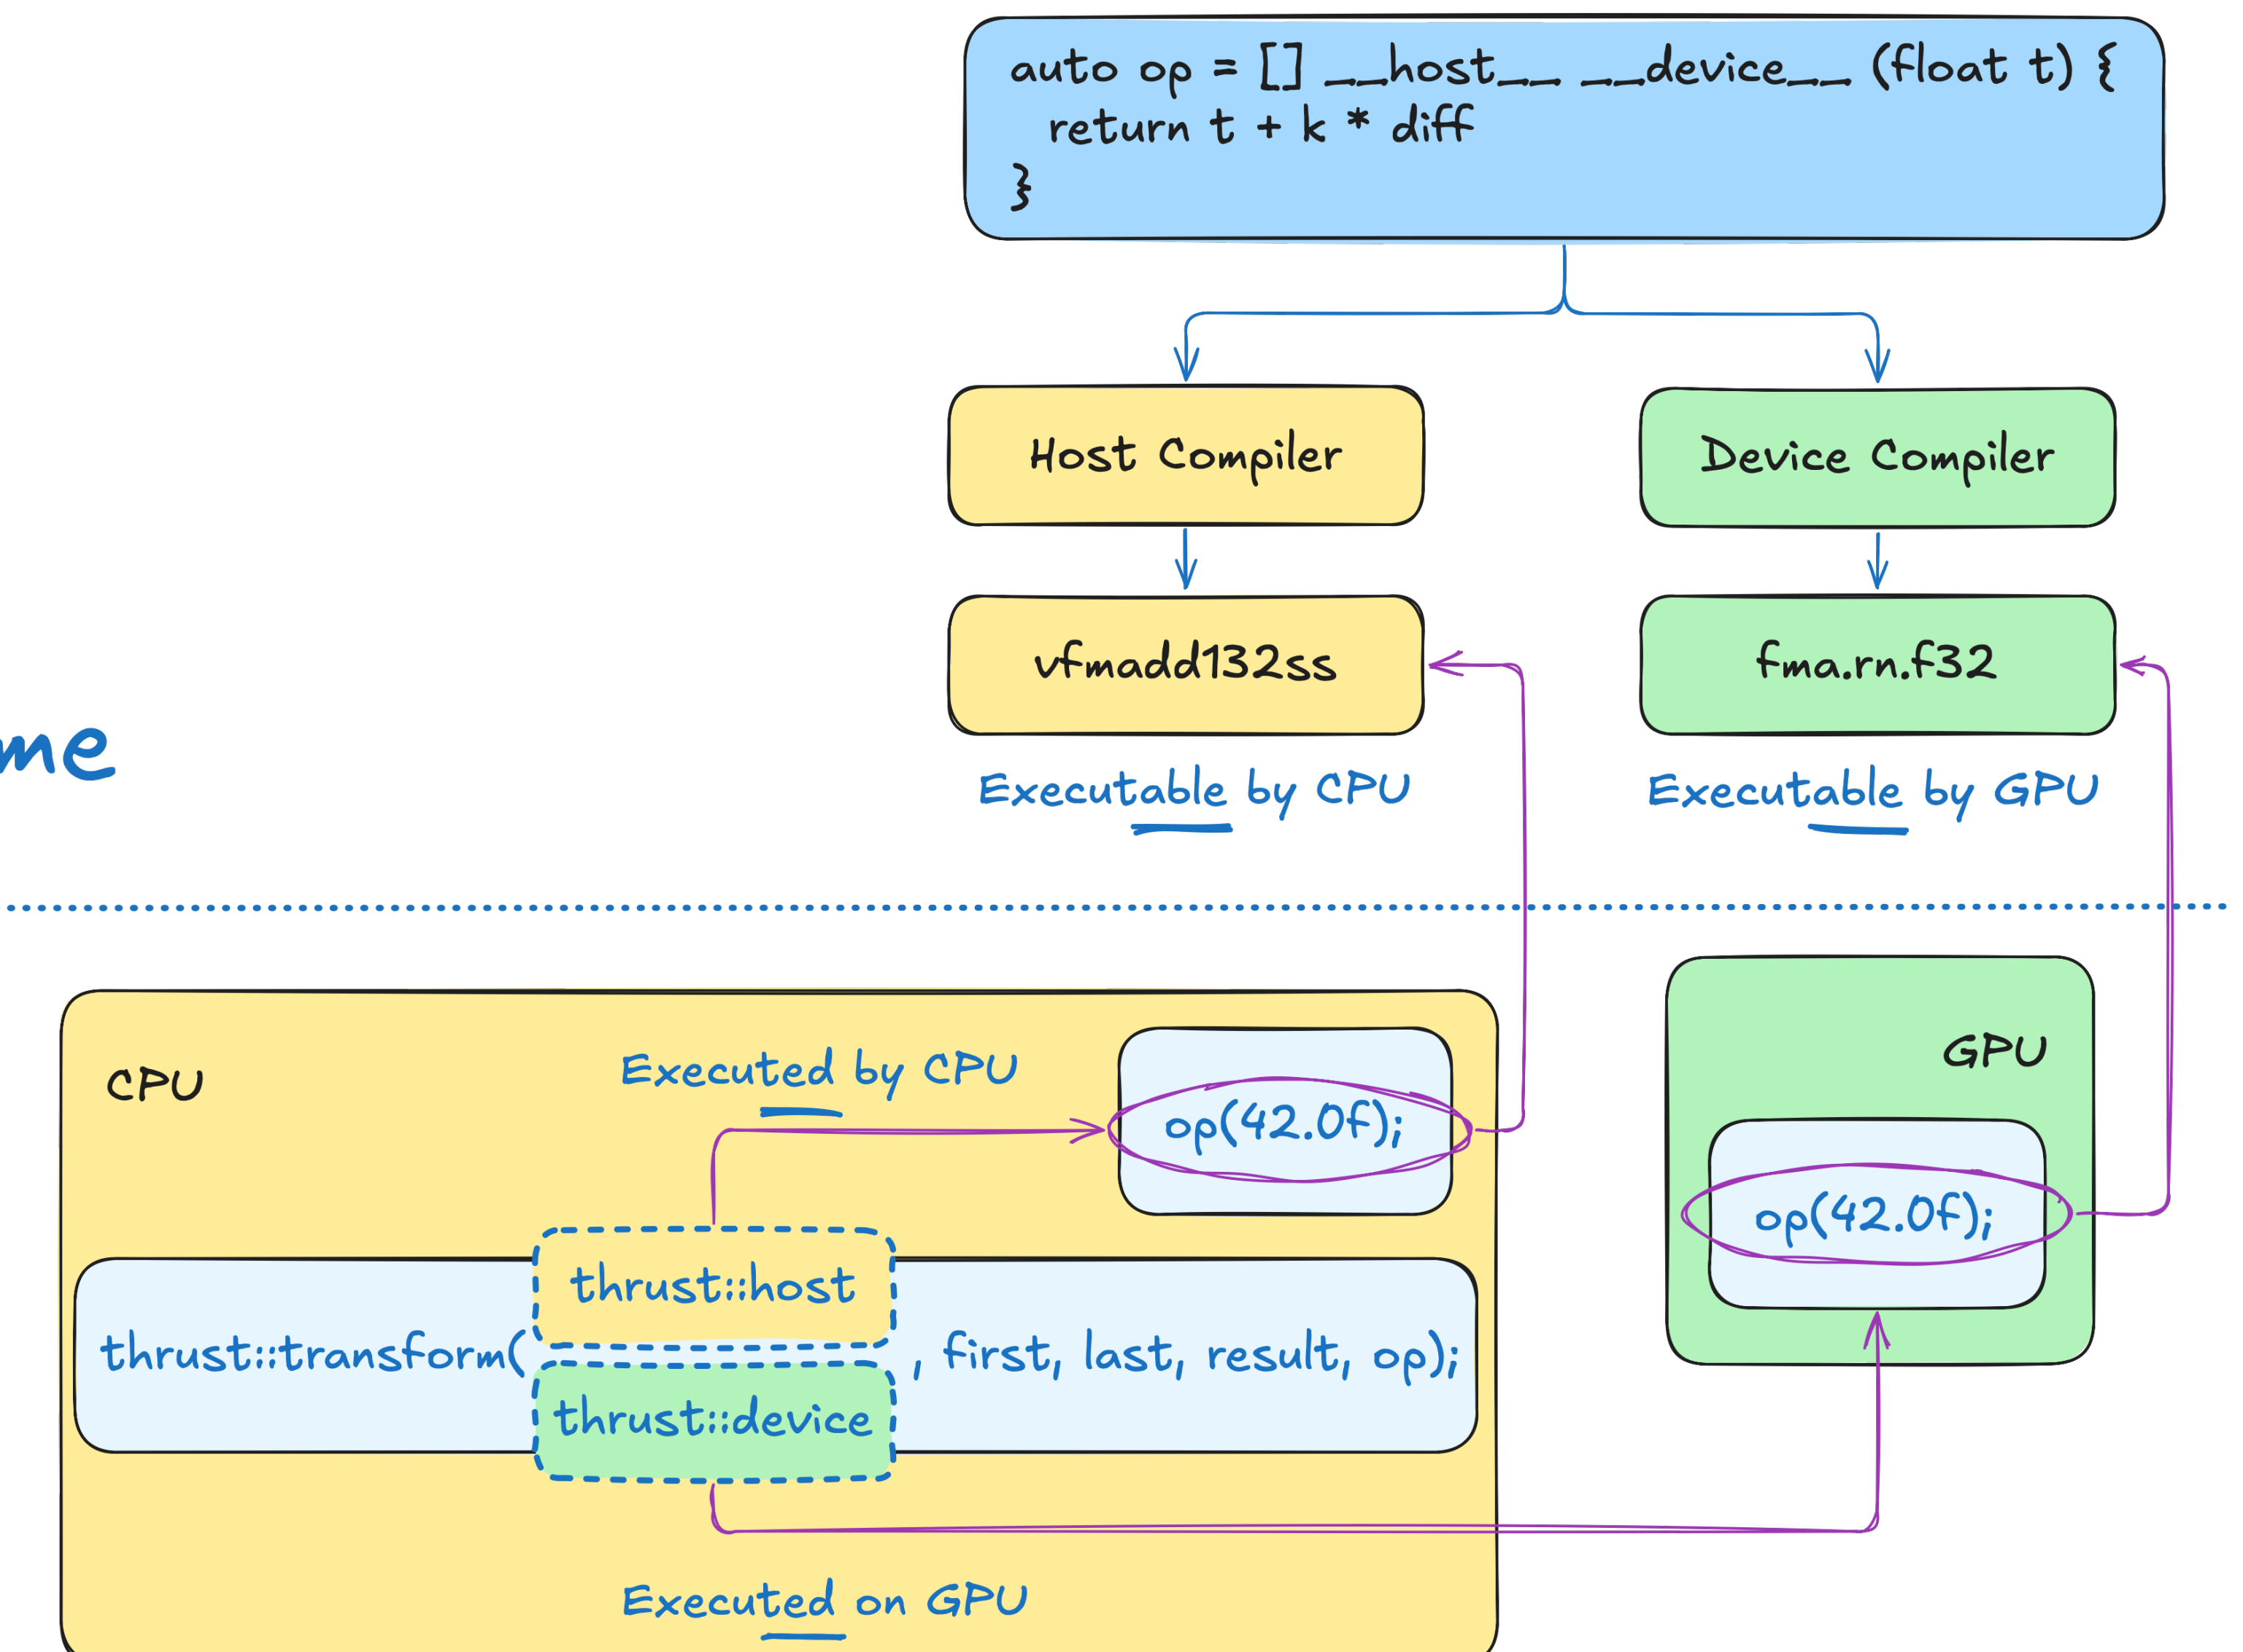 auto op = [] __host__ __device__ (float t) {
return t + k * diff
}
Host Compiler
Device Compiler
vfmadd132ss
fma.rn.f32
me
Executable by CPU
Executable by GPU
CPU
Executed by CPU
op(42.0f);
GPU
op(42.0f);
thrust::host
thrust::transform(
, first, last, result, op);
thrust::device
Executed on GPU